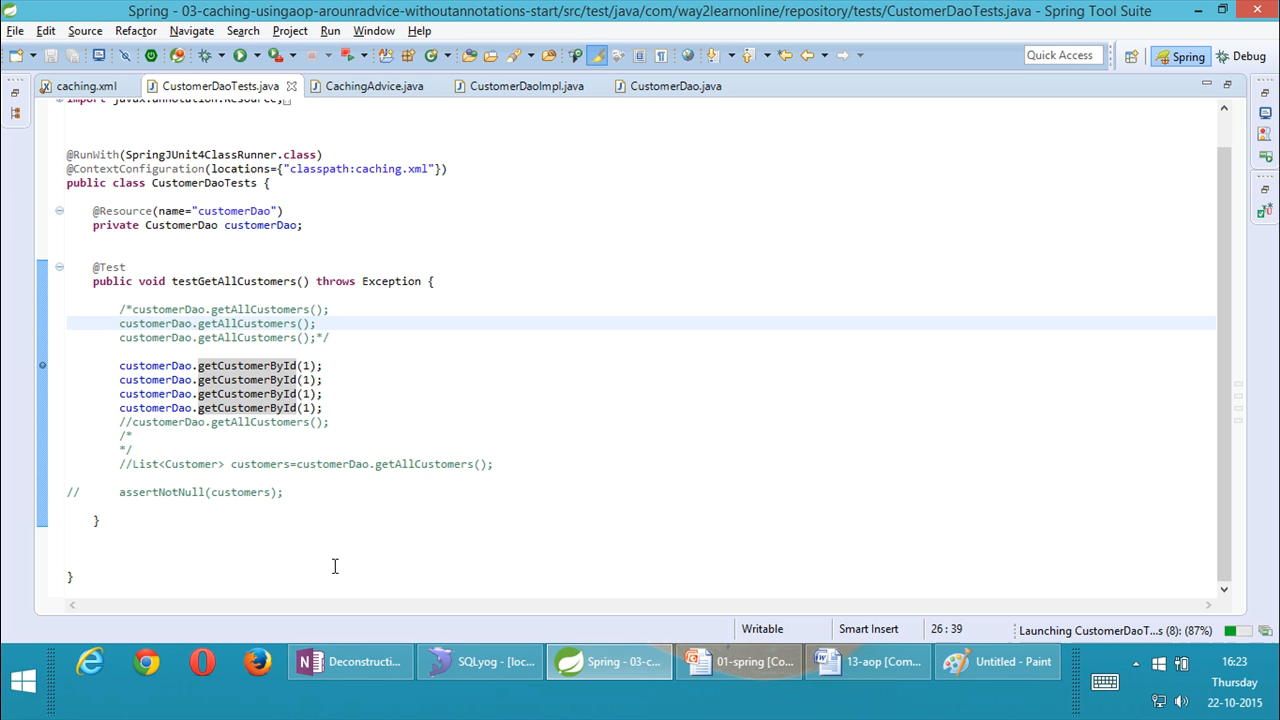 Spring - 03-caching-usingaop-arounradvice-withoutannotations-start/src/test/java/com/way2learnonline/repository/tests/CustomerDaoTests.java - Spring Tool Suite
File Edit Source Refactor Navigate Search Project Run Window Help
Quick Access Spring Debug
caching.xml CustomerDaoTests.java CachingAdvice.java CustomerDaoImpl.java CustomerDao.java
import javax.annotation.Resource;
@RunWith(SpringJUnit4ClassRunner.class)
@ContextConfiguration(locations={"classpath:caching.xml"})
public class CustomerDaoTests {
@Resource(name="customerDao")
private CustomerDao customerDao;
@Test
public void testGetAllCustomers() throws Exception {
/*customerDao.getAllCustomers();
customerDao.getAllCustomers();
customerDao.getAllCustomers();*/
customerDao.getCustomerById(1);
customerDao.getCustomerById(1);
customerDao.getCustomerById(1);
customerDao.getCustomerById(1);
//customerDao.getAllCustomers();
/*
*/
//List<Customer> customers=customerDao.getAllCustomers();
// assertNotNull(customers);
}
}
Writable Smart Insert 26 : 39 Launching CustomerDaoT...s (8): (87%)
Deconstructi... SQLyog - [loc... Spring - 03-c... 01-spring [Co... 13-aop [Com... Untitled - Paint
16:23
Thursday
22-10-2015